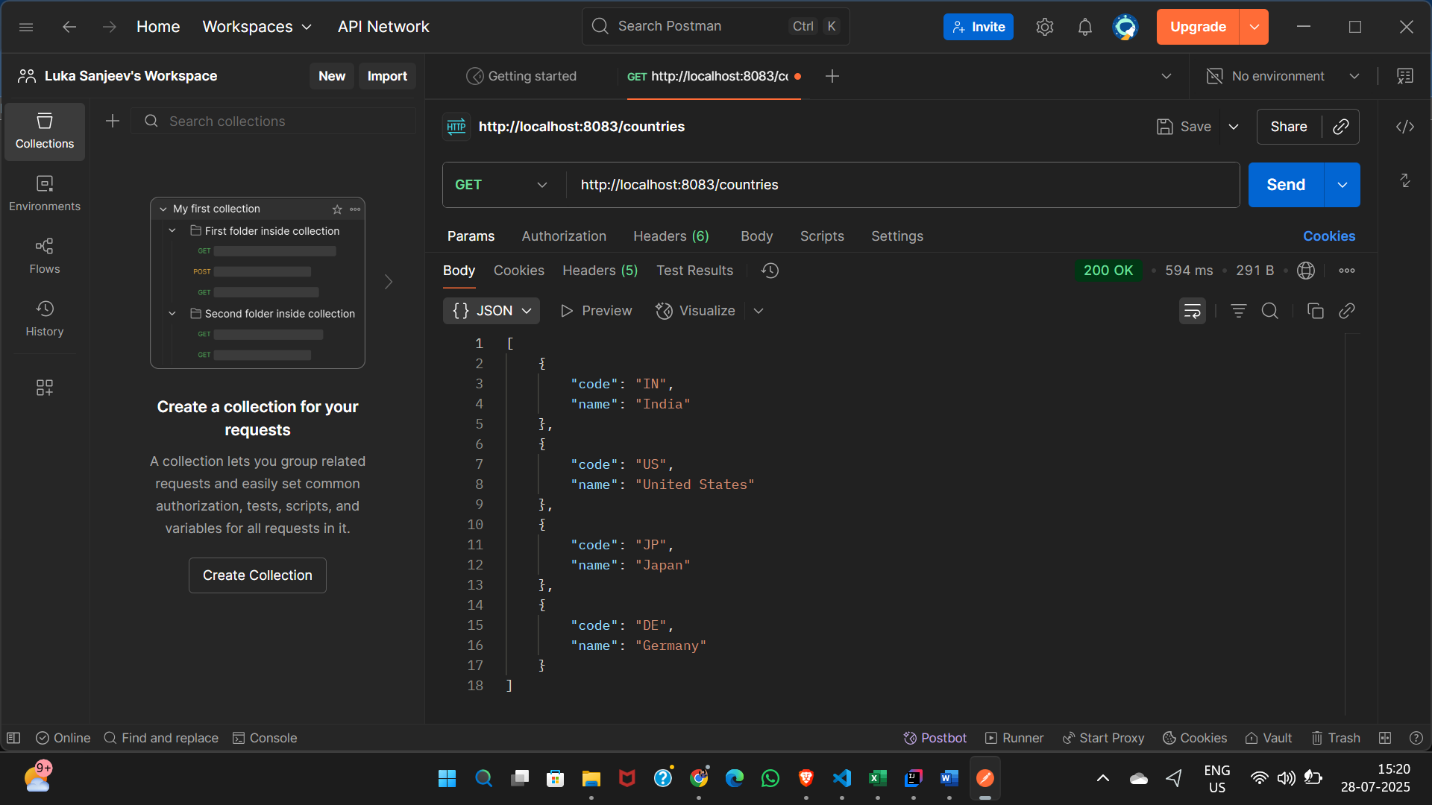 Home
Workspaces
API Network
Search Postman
Ctrl K
Invite
Upgrade
Luka Sanjeev's Workspace
New
Import
Getting started
GET http://localhost:8083/co
No environment
Collections
Search collections
HTTP http://localhost:8083/countries
Save
Share
GET
http://localhost:8083/countries
Send
Environments
Flows
History
My first collection
First folder inside collection
GET
POST
GET
Second folder inside collection
GET
GET
Create a collection for your
requests
A collection lets you group related
requests and easily set common
authorization, tests, scripts, and
variables for all requests in it.
Create Collection
Params
Authorization
Headers (6)
Body
Scripts
Settings
Cookies
Body
Cookies
Headers (5)
Test Results
200 OK
594 ms
291 B
{} JSON
Preview
Visualize
1 [
2 {
3 "code": "IN",
4 "name": "India"
5 },
6 {
7 "code": "US",
8 "name": "United States"
9 },
10 {
11 "code": "JP",
12 "name": "Japan"
13 },
14 {
15 "code": "DE",
16 "name": "Germany"
17 }
18 ]
Online
Find and replace
Console
Postbot
Runner
Start Proxy
Cookies
Vault
Trash
9+
ENG
US
15:20
28-07-2025